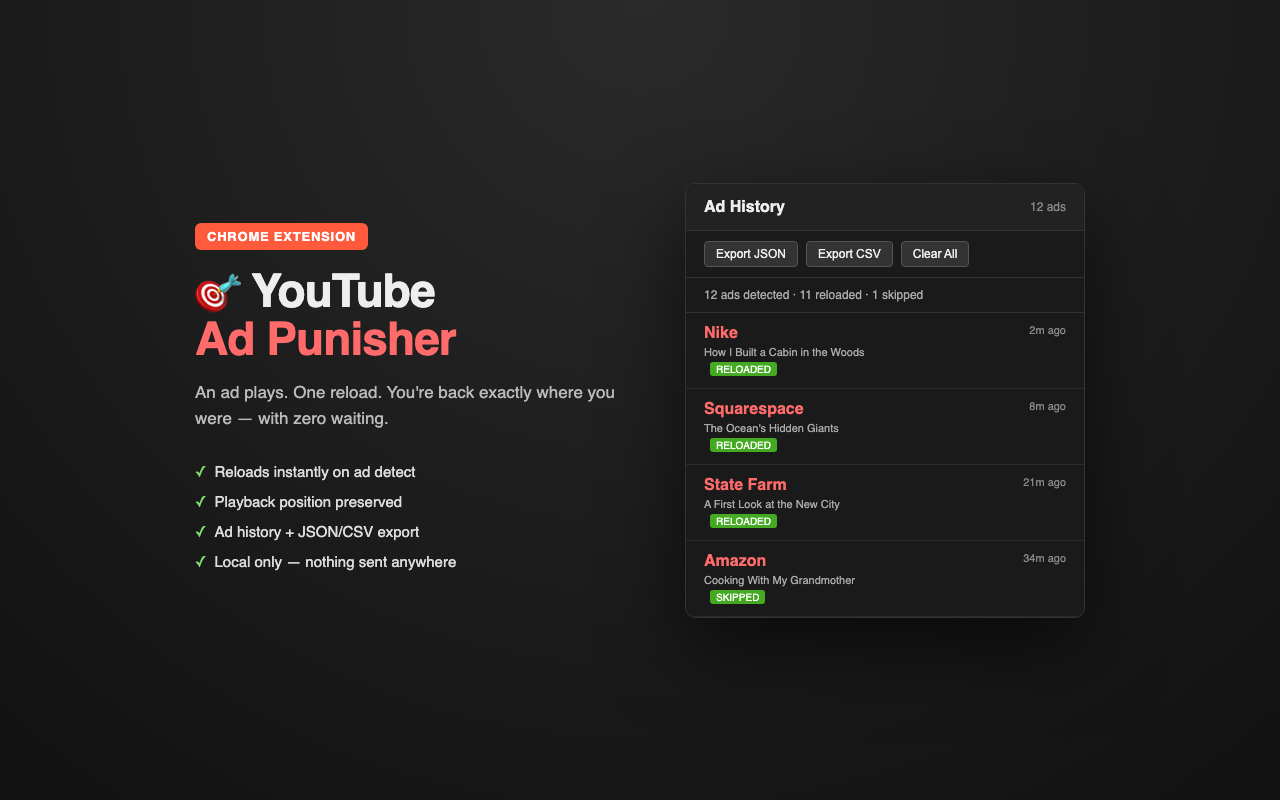 CHROME EXTENSION
YouTube
Ad Punisher
An ad plays. One reload. You're back exactly where you
were — with zero waiting.
✓ Reloads instantly on ad detect
✓ Playback position preserved
✓ Ad history + JSON/CSV export
✓ Local only — nothing sent anywhere
Ad History 12 ads
Export JSON Export CSV Clear All
12 ads detected · 11 reloaded · 1 skipped
Nike 2m ago
How I Built a Cabin in the Woods
RELOADED
Squarespace 8m ago
The Ocean's Hidden Giants
RELOADED
State Farm 21m ago
A First Look at the New City
RELOADED
Amazon 34m ago
Cooking With My Grandmother
SKIPPED